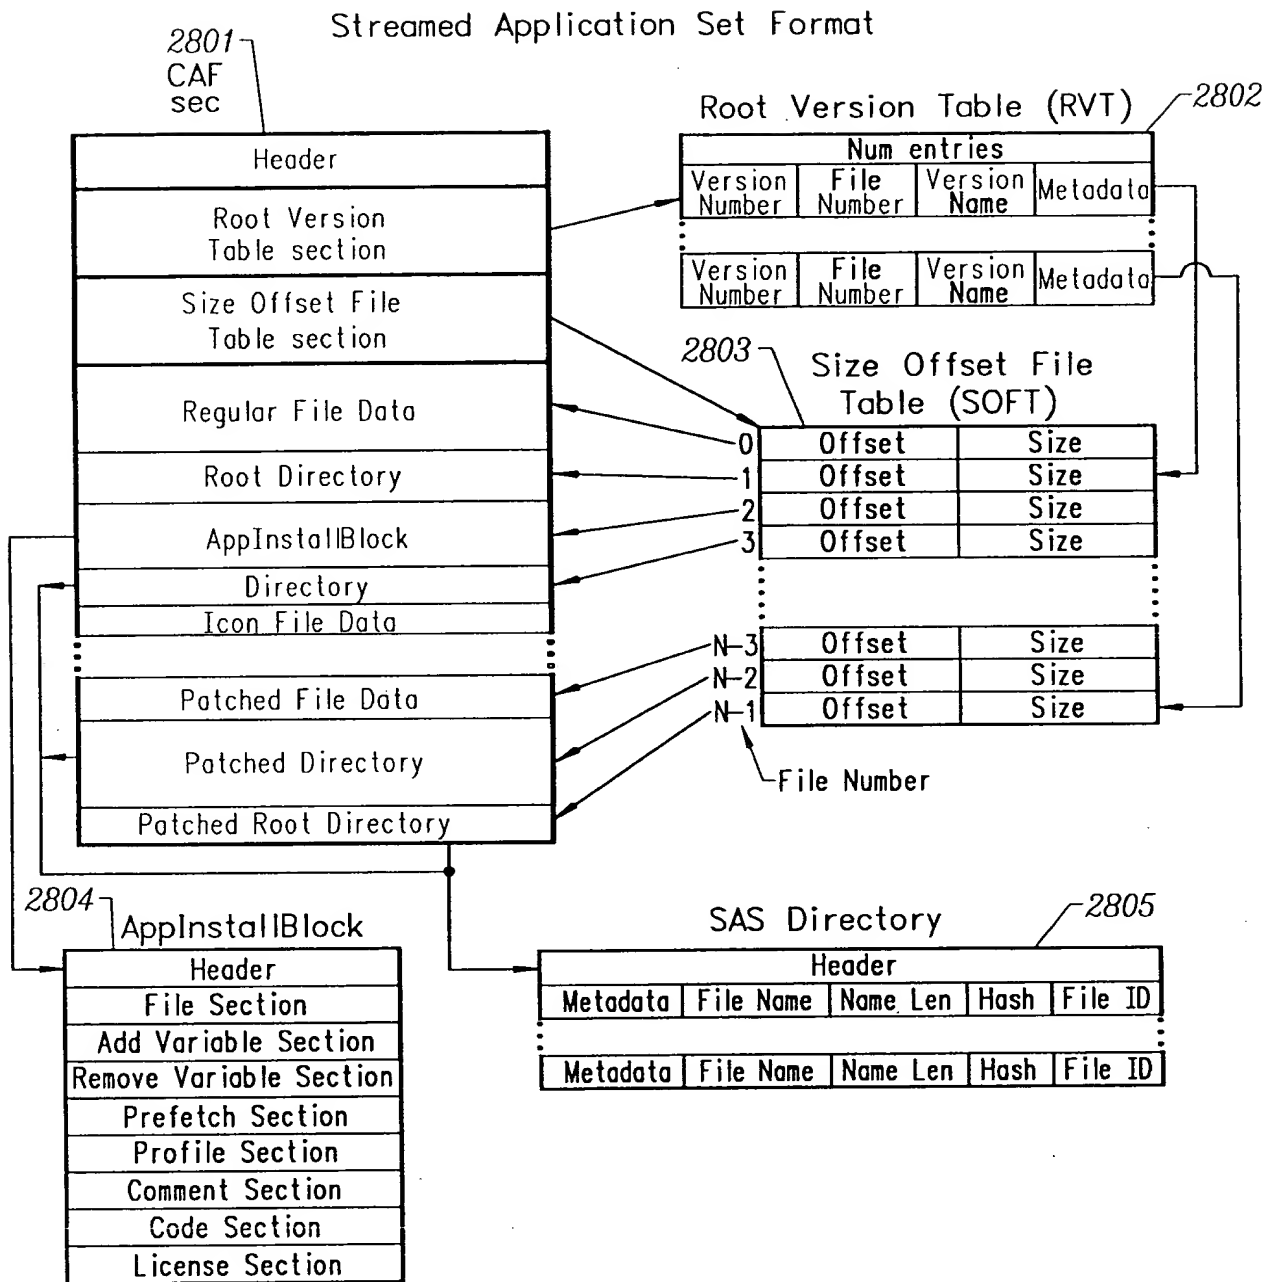 Streamed Application Set Format
2801
CAF
sec
Header
Root Version
Table section
Size Offset File
Table section
Regular File Data
Root Directory
AppInstallBlock
Directory
Icon File Data
Patched File Data
Patched Directory
Patched Root Directory
Root Version Table (RVT)
2802
Num entries
Version Number
File Number
Version Name
Metadata
Version Number
File Number
Version Name
Metadata
2803
Size Offset File
Table (SOFT)
0 Offset Size
1 Offset Size
2 Offset Size
3 Offset Size
N-3 Offset Size
N-2 Offset Size
N-1 Offset Size
File Number
2804
AppInstallBlock
Header
File Section
Add Variable Section
Remove Variable Section
Prefetch Section
Profile Section
Comment Section
Code Section
License Section
SAS Directory
2805
Header
Metadata File Name Name Len Hash File ID
Metadata File Name Name Len Hash File ID